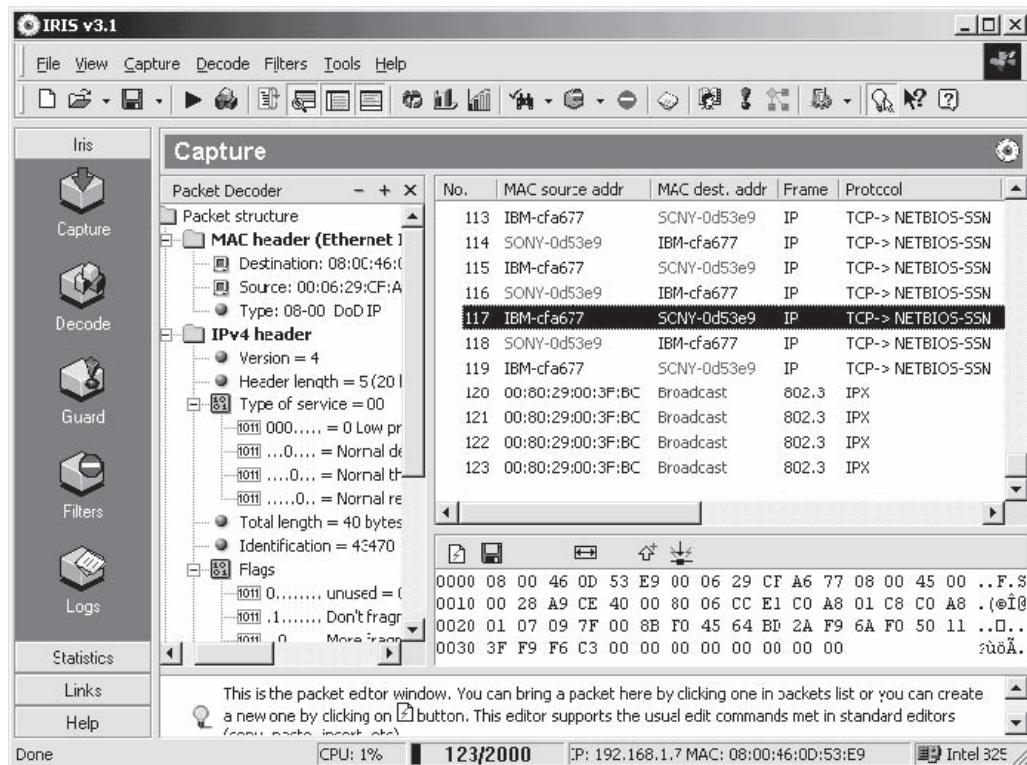 IRIS v3.1
File View Capture Decode Filters Tools Help
Iris
Capture
Decode
Guard
Filters
Logs
Statistics
Links
Help
Capture
Packet Decoder
Packet structure
MAC header (Ethernet I
Destination: 08:0C:46:0
Source: 00:06:29:CF:A
Type: 08-00 DoD IP
IPv4 header
Version = 4
Header length = 5 (20 l
Type of service = 00
000..... = 0 Low pr
...0.... = Normal de
....0... = Normal th
.....0.. = Normal re
Total length = 40 bytes
Identification = 43470
Flags
0........ unused = 0
.1....... Don't fragr
No. MAC source addr MAC dest. addr Frame Protocol
113 IBM-cfa677 SCNY-0d53e9 IP TCP-> NETBIOS-SSN
114 SONY-0d53e9 IBM-cfa677 IP TCP-> NETBIOS-SSN
115 IBM-cfa677 SCNY-0d53e9 IP TCP-> NETBIOS-SSN
116 SONY-0d53e9 IBM-cfa677 IP TCP-> NETBIOS-SSN
117 IBM-cfa677 SCNY-0d53e9 IP TCP-> NETBIOS-SSN
118 SONY-0d53e9 IBM-cfa677 IP TCP-> NETBIOS-SSN
119 IBM-cfa677 SCNY-0d53e9 IP TCP-> NETBIOS-SSN
120 00:80:29:00:3F:BC Broadcast 802.3 IPX
121 00:80:29:00:3F:BC Broadcast 802.3 IPX
122 00:80:29:00:3F:BC Broadcast 802.3 IPX
123 00:80:29:00:3F:BC Broadcast 802.3 IPX
0000 08 00 46 0D 53 E9 00 06 29 CF A6 77 08 00 45 00 ..F.S
0010 00 28 A9 CE 40 00 80 06 CC E1 C0 A8 01 C8 C0 A8 .(©Î@
0020 01 07 09 7F 00 8B F0 45 64 BD 2A F9 6A F0 50 11 ..□..
0030 3F F9 F6 C3 00 00 00 00 00 00 00 00 ?ùöÃ.
This is the packet editor window. You can bring a packet here by clicking one in packets list or you can create
a new one by clicking on button. This editor supports the usual edit commands met in standard editors
Done CPU: 1% 123/2000 IP: 192.168.1.7 MAC: 08:00:46:0D:53:E9 Intel 825